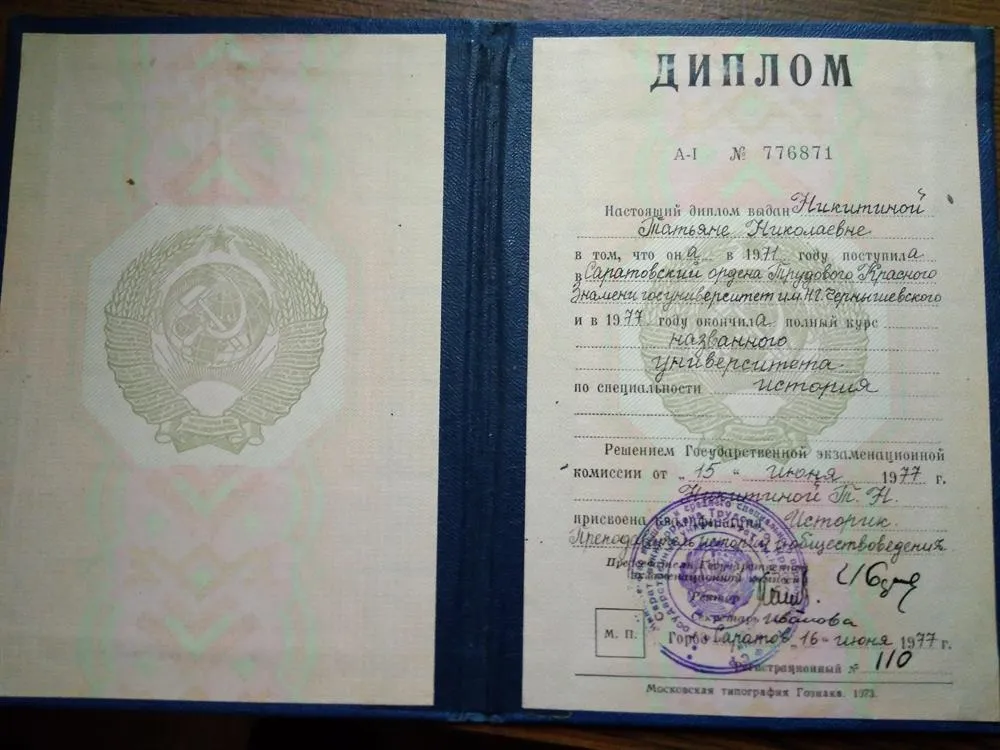 ДИПЛОМ
А-I № 776871
Настоящий диплом выдан Никитиной
Татьяне Николаевне
в том, что она в 1971 году поступила
в Саратовский ордена Трудового Красного
Знамени госуниверситет им. Н.Г. Чернышевского
и в 1977 году окончила полный курс
названного
университета
по специальности история
Решением Государственной экзаменационной
комиссии от „15“ июня 1977 г.
Никитиной Т. Н.
присвоена квалификация Историк.
Преподаватель истории и обществоведения
Председатель Государственной
экзаменационной комиссии
Ректор
Секретарь Иванова
М. П.
Город Саратов „16“ июня 1977 г.
Регистрационный № 110
Московская типография Гознака. 1973.